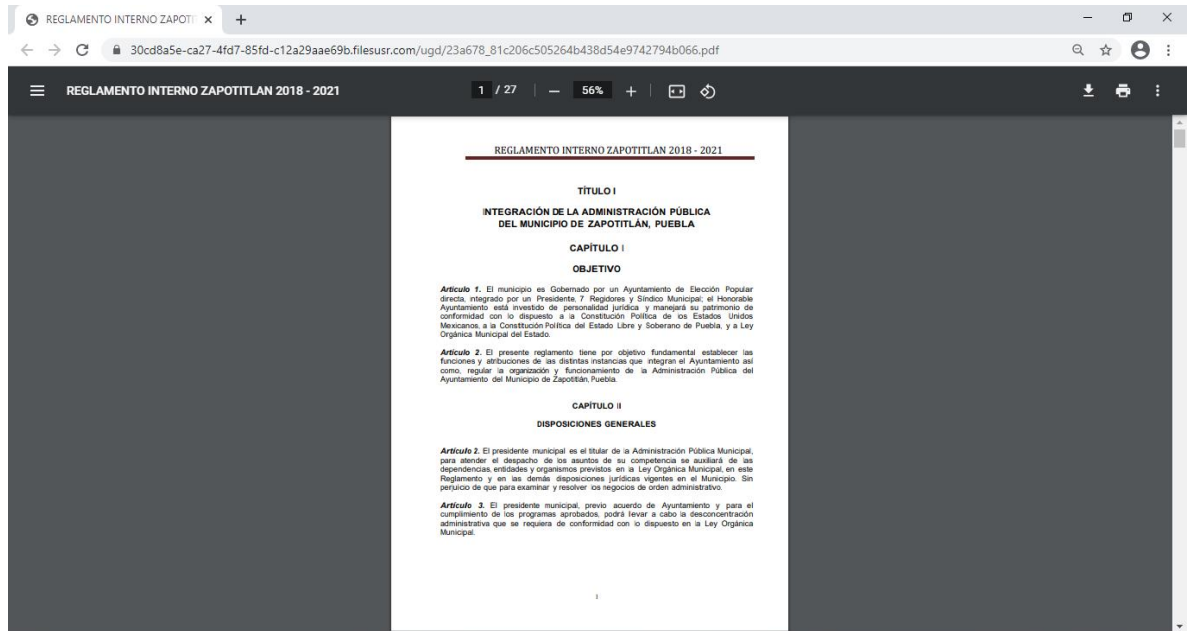 REGLAMENTO INTERNO ZAPOTI
30cd8a5e-ca27-4fd7-85fd-c12a29aae69b.filesusr.com/ugd/23a678_81c206c505264b438d54e9742794b066.pdf
REGLAMENTO INTERNO ZAPOTITLAN 2018 - 2021
1 / 27
56%
REGLAMENTO INTERNO ZAPOTITLAN 2018 - 2021
TÍTULO I
INTEGRACIÓN DE LA ADMINISTRACIÓN PÚBLICA
DEL MUNICIPIO DE ZAPOTITLÁN, PUEBLA
CAPÍTULO I
OBJETIVO
Artículo 1. El municipio es Gobernado por un Ayuntamiento de Elección Popular
directa, integrado por un Presidente, 7 Regidores y Síndico Municipal; el Honorable
Ayuntamiento está investido de personalidad jurídica y manejará su patrimonio de
conformidad con lo dispuesto a la Constitución Política de los Estados Unidos
Mexicanos, a la Constitución Política del Estado Libre y Soberano de Puebla, y a Ley
Orgánica Municipal del Estado.
Artículo 2. El presente reglamento tiene por objetivo fundamental establecer las
funciones y atribuciones de las distintas instancias que integran el Ayuntamiento así
como, regular la organización y funcionamiento de la Administración Pública del
Ayuntamiento del Municipio de Zapotitlán, Puebla.
CAPÍTULO II
DISPOSICIONES GENERALES
Artículo 2. El presidente municipal es el titular de la Administración Pública Municipal,
para atender el despacho de los asuntos de su competencia se auxiliará de las
dependencias, entidades y organismos previstos en la Ley Orgánica Municipal, en este
Reglamento y en las demás disposiciones jurídicas vigentes en el Municipio. Sin
perjuicio de que para examinar y resolver los negocios de orden administrativo.
Artículo 3. El presidente municipal, previo acuerdo de Ayuntamiento y para el
cumplimiento de los programas aprobados, podrá llevar a cabo la desconcentración
administrativa que se requiera de conformidad con lo dispuesto en la Ley Orgánica
Municipal.